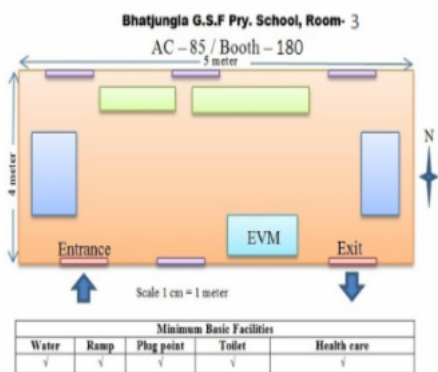 Bhatjungla G.S.F Pry. School, Room- 3
AC – 85 / Booth – 180
5 meter
4 meter
N
EVM
Entrance
Exit
Scale 1 cm = 1 meter
Minimum Basic Facilities
Water Ramp Plug point Toilet Health care
√ √ √ √ √